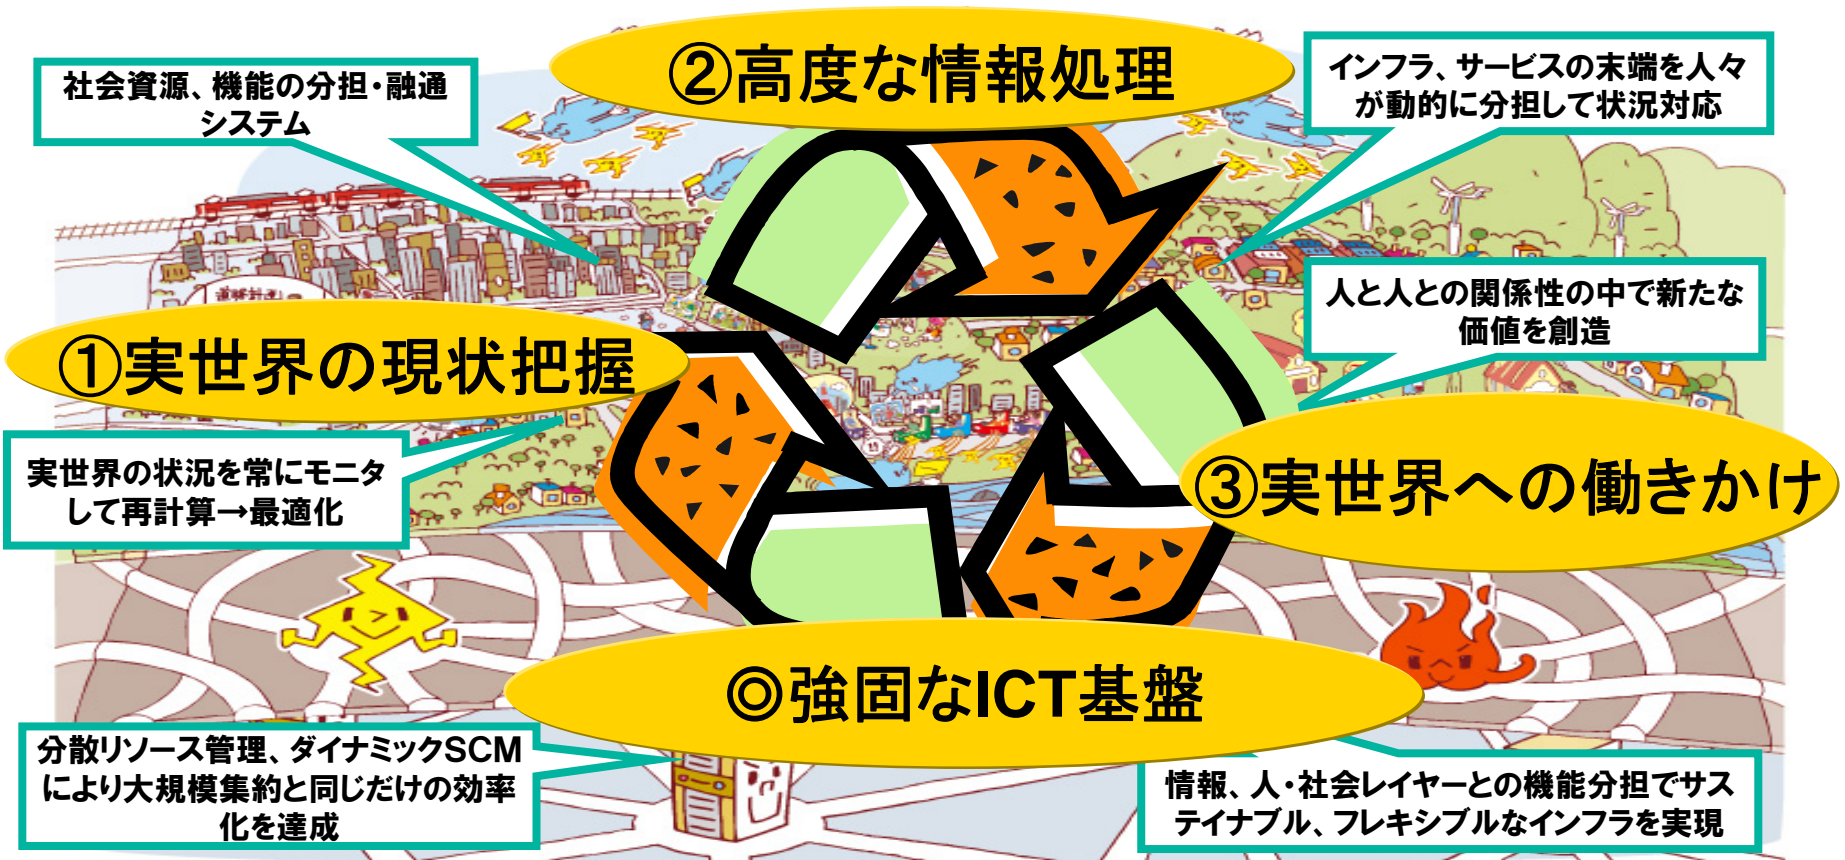 ②高度な情報処理
社会資源、機能の分担・融通
システム
インフラ、サービスの末端を人々
が動的に分担して状況対応
人と人との関係性の中で新たな
価値を創造
①実世界の現状把握
実世界の状況を常にモニタ
して再計算→最適化
③実世界への働きかけ
◎強固なICT基盤
分散リソース管理、ダイナミックSCM
により大規模集約と同じだけの効率
化を達成
情報、人・社会レイヤーとの機能分担でサス
テイナブル、フレキシブルなインフラを実現